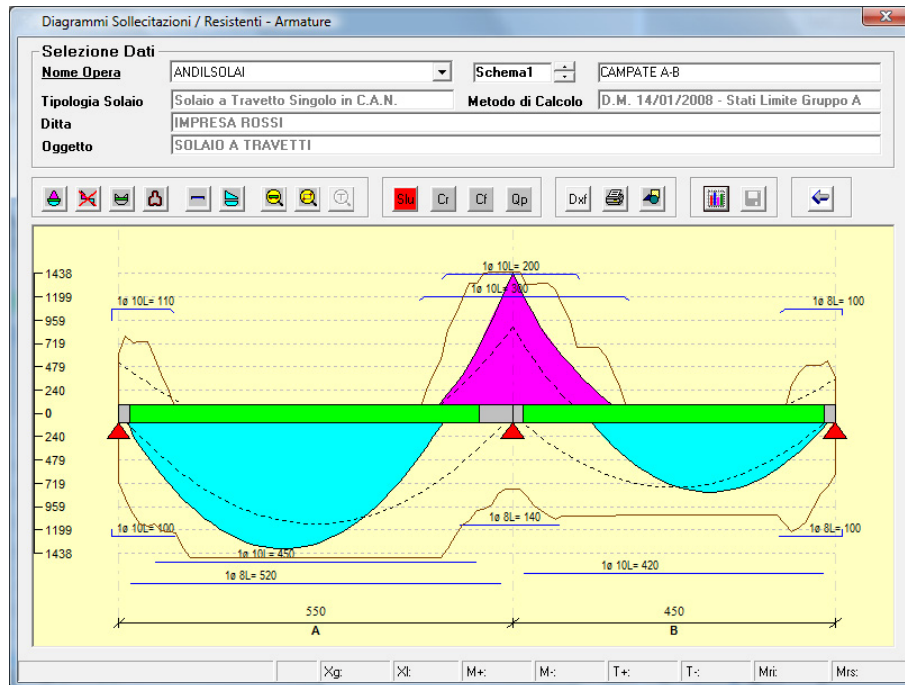 Diagrammi Sollecitazioni / Resistenti - Armature
Selezione Dati
Nome Opera ANDILSOLAI Schema1 CAMPATE A-B
Tipologia Solaio Solaio a Travetto Singolo in C.A.N. Metodo di Calcolo D.M. 14/01/2008 - Stati Limite Gruppo A
Ditta IMPRESA ROSSI
Oggetto SOLAIO A TRAVETTI
Slu Cr Cf Qp Dxf
1ø 10L= 200
1438
1ø 10L= 300
1199
1ø 10L= 110 1ø 8L= 100
959
719
479
240
0
240
479
719
959
1ø 8L= 140
1199
1ø 10L= 100 1ø 8L= 100
1438
1ø 10L= 450
1ø 10L= 420
1ø 8L= 520
550 450
A B
Xg: Xl: M+: M-: T+: T-: Mri: Mrs: